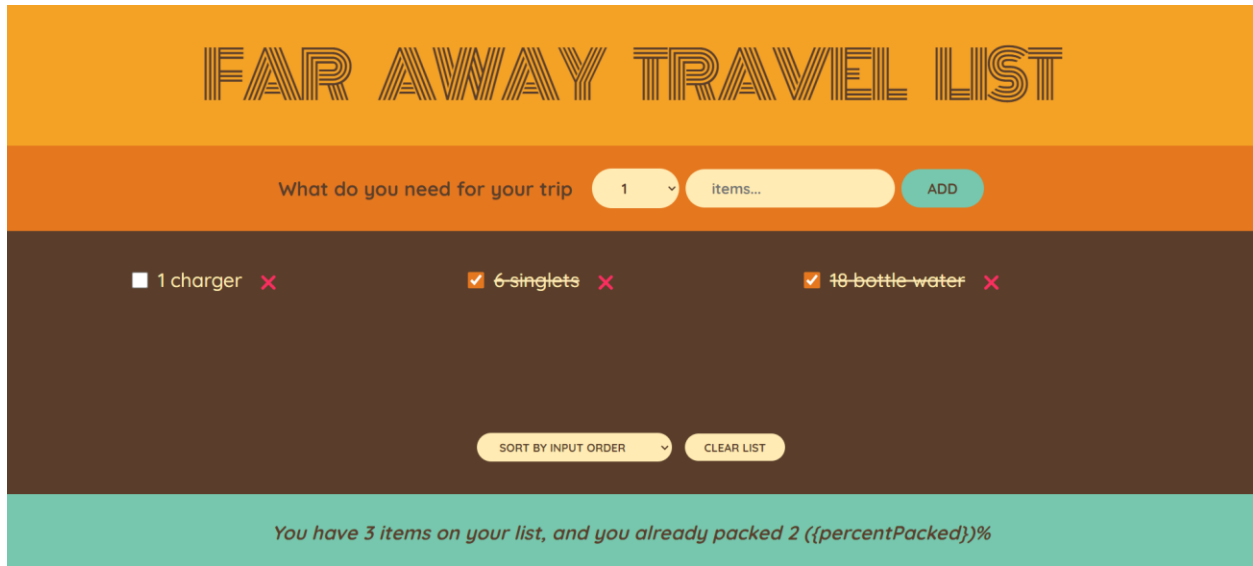 FAR AWAY TRAVEL LIST
What do you need for your trip 1 items... ADD
1 charger ❌ 6 singlets ❌ 18 bottle water ❌
SORT BY INPUT ORDER CLEAR LIST
You have 3 items on your list, and you already packed 2 ({percentPacked})%